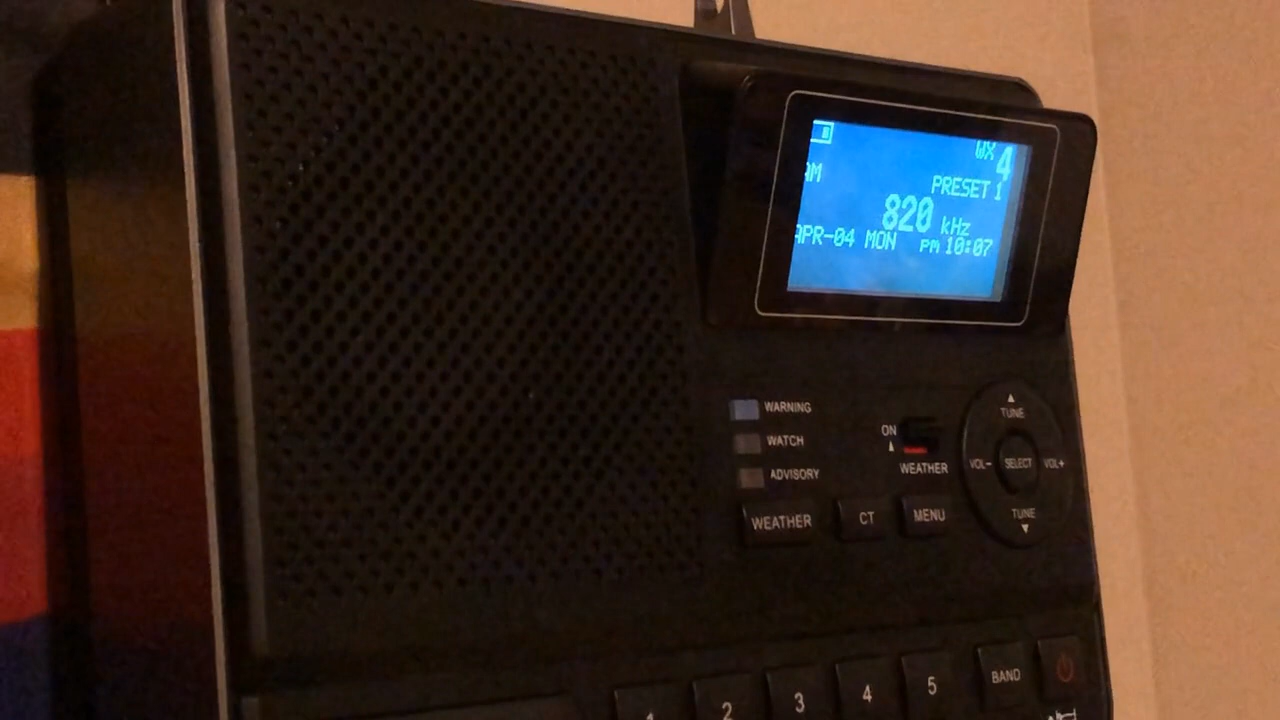 WX 4
AM
PRESET 1
820 kHz
APR-04 MON PM 10:07
WARNING
WATCH
ADVISORY
ON
WEATHER
TUNE
VOL-
SELECT
VOL+
TUNE
WEATHER
CT
MENU
1
2
3
4
5
BAND